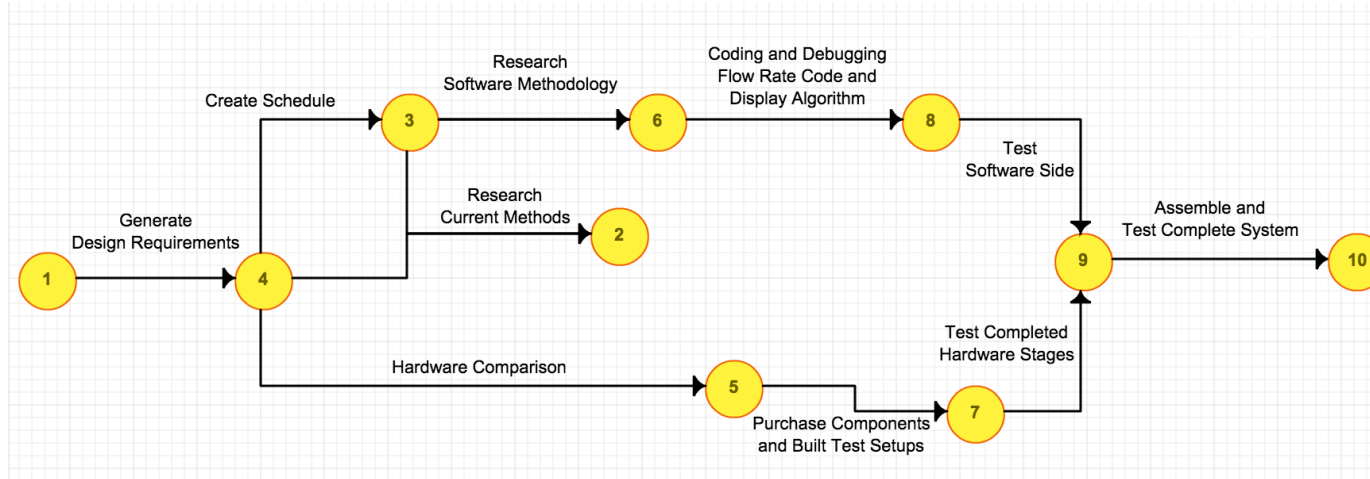 Research
Software Methodology
Coding and Debugging
Flow Rate Code and
Display Algorithm
Create Schedule
3
6
8
Test
Software Side
Research
Current Methods
2
Generate
Design Requirements
Assemble and
Test Complete System
1
4
9
10
Test Completed
Hardware Stages
Hardware Comparison
5
7
Purchase Components
and Built Test Setups